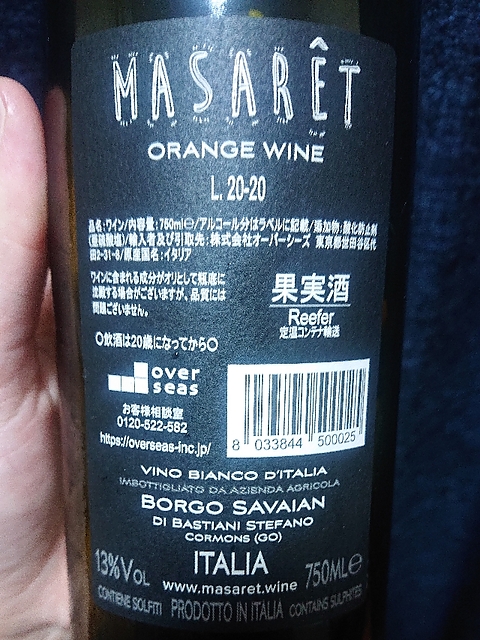 MASARÊT
ORANGE WINE
L. 20-20
品名:ワイン/内容量:750ml℮/アルコール分はラベルに記載/添加物:酸化防止剤
(亜硫酸塩)/輸入者及び引取先:株式会社オーバーシーズ 東京都世田谷区代
田2-31-6/原産国名:イタリア
ワインに含まれる成分がオリとして瓶底に
沈殿する場合がございますが、品質には
問題ございません。
果実酒
Reefer
定温コンテナ輸送
○飲酒は20歳になってから○
over
seas
お客様相談室
0120-522-582
https://overseas-inc.jp/
8 033844 500025
VINO BIANCO D'ITALIA
IMBOTTIGLIATO DA AZIENDA AGRICOLA
BORGO SAVAIAN
DI BASTIANI STEFANO
CORMONS (GO)
ITALIA
13%VOL
750ML℮
www.masaret.wine
CONTIENE SOLFITI PRODOTTO IN ITALIA CONTAINS SULPHITES